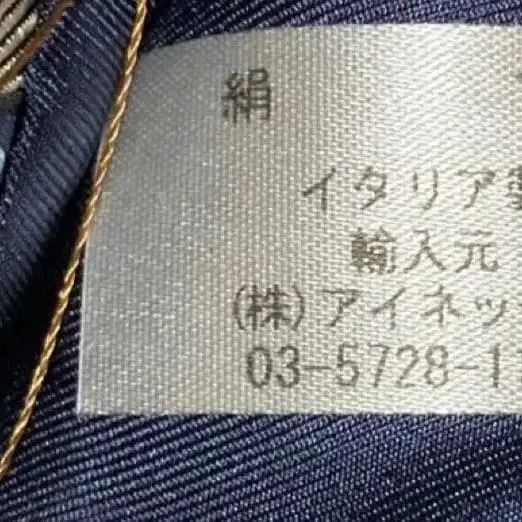 絹
イタリア製
輸入元
(株)アイネッ
03-5728-1